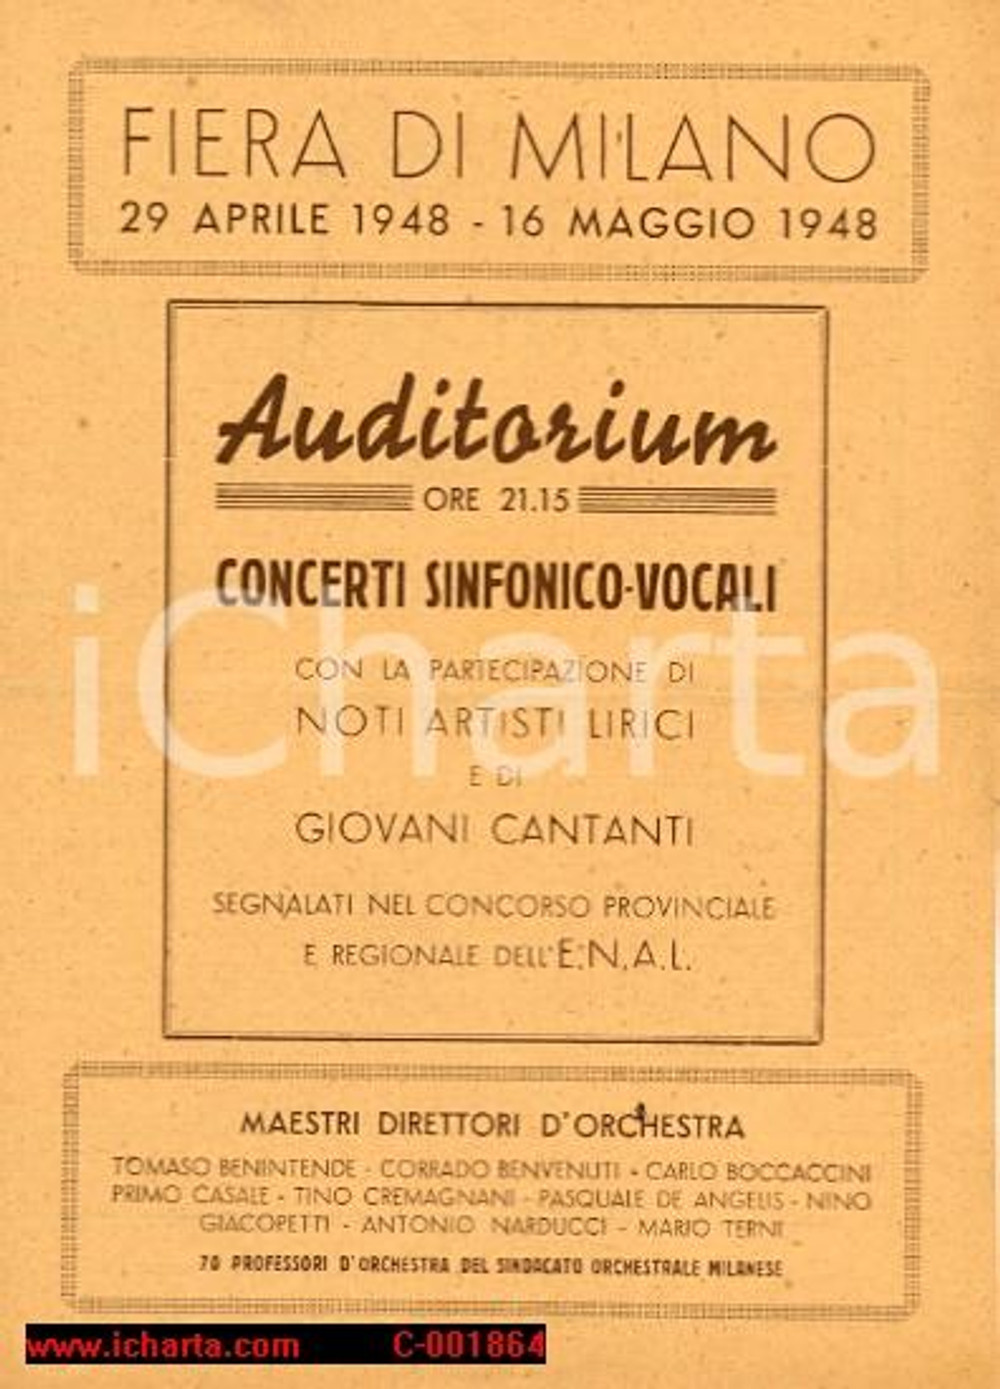 FIERA DI MILANO
29 APRILE 1948 - 16 MAGGIO 1948
Auditorium
ORE 21.15
CONCERTI SINFONICO-VOCALI
CON LA PARTECIPAZIONE DI
NOTI ARTISTI LIRICI
E DI
GIOVANI CANTANTI
SEGNALATI NEL CONCORSO PROVINCIALE
E REGIONALE DELL'E.N.A.L.
iCharta
MAESTRI DIRETTORI D'ORCHESTRA
TOMASO BENINTENDE - CORRADO BENVENUTI - CARLO BOCCACCINI
PRIMO CASALE - TINO CREMAGNANI - PASQUALE DE ANGELIS - NINO
GIACOPETTI - ANTONIO NARDUCCI - MARIO TERNI
70 PROFESSORI D'ORCHESTRA DEL SINDACATO ORCHESTRALE MILANESE
www.icharta.com C-001864